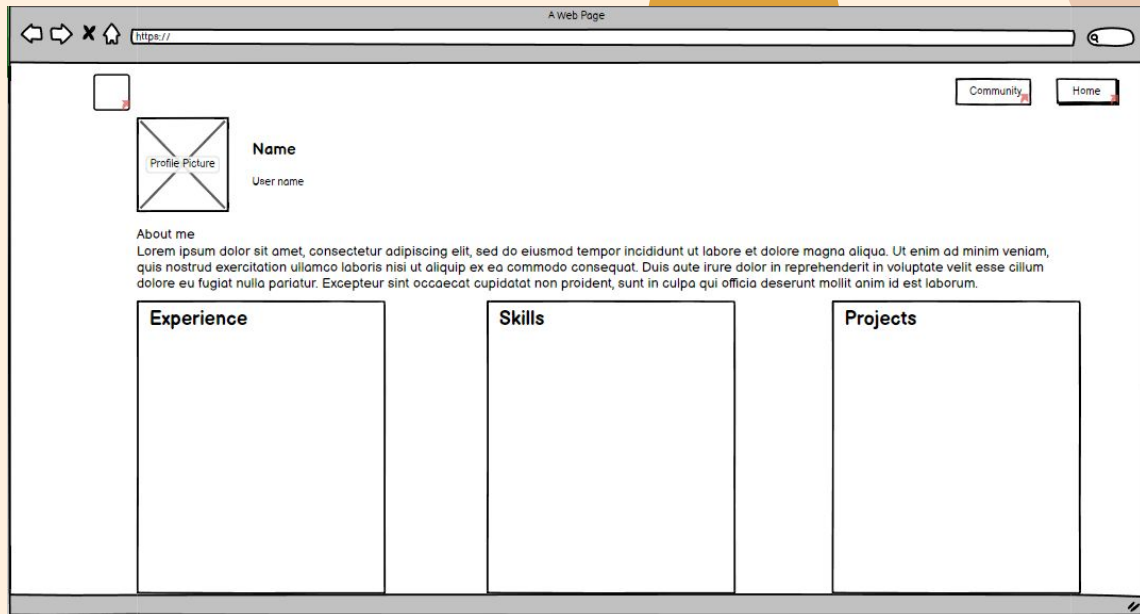 A Web Page
https://
Community
Home
Profile Picture
Name
User name
About me
Lorem ipsum dolor sit amet, consectetur adipiscing elit, sed do eiusmod tempor incididunt ut labore et dolore magna aliqua. Ut enim ad minim veniam,
quis nostrud exercitation ullamco laboris nisi ut aliquip ex ea commodo consequat. Duis aute irure dolor in reprehenderit in voluptate velit esse cillum
dolore eu fugiat nulla pariatur. Excepteur sint occaecat cupidatat non proident, sunt in culpa qui officia deserunt mollit anim id est laborum.
Experience
Skills
Projects